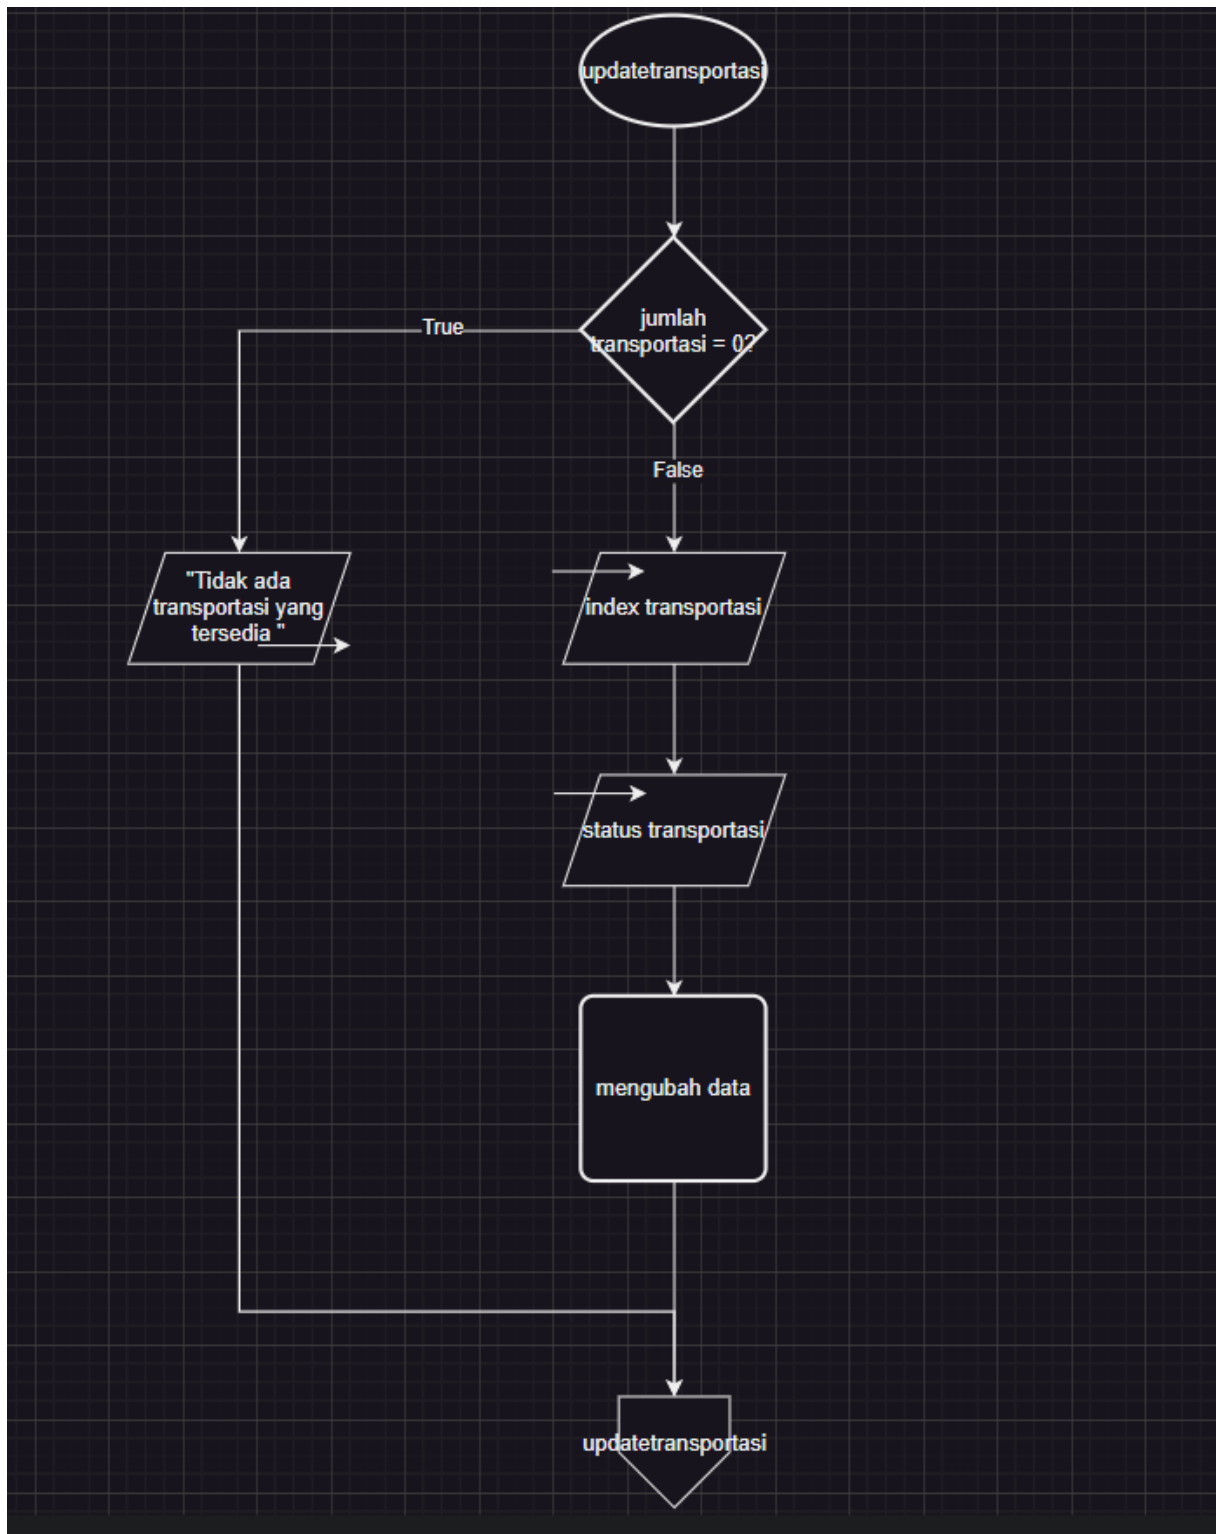 updatetransportasi
jumlah
transportasi = 0?
True
False
"Tidak ada
transportasi yang
tersedia "
index transportasi
status transportasi
mengubah data
updatetransportasi